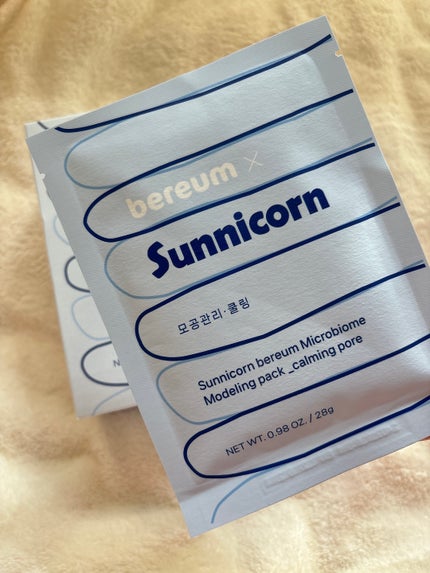 bereum ×
Sunnicorn
모공관리·쿨링
Sunnicorn bereum Microbiome
Modeling pack _calming pore
NET WT. 0.98 OZ. / 28g
N